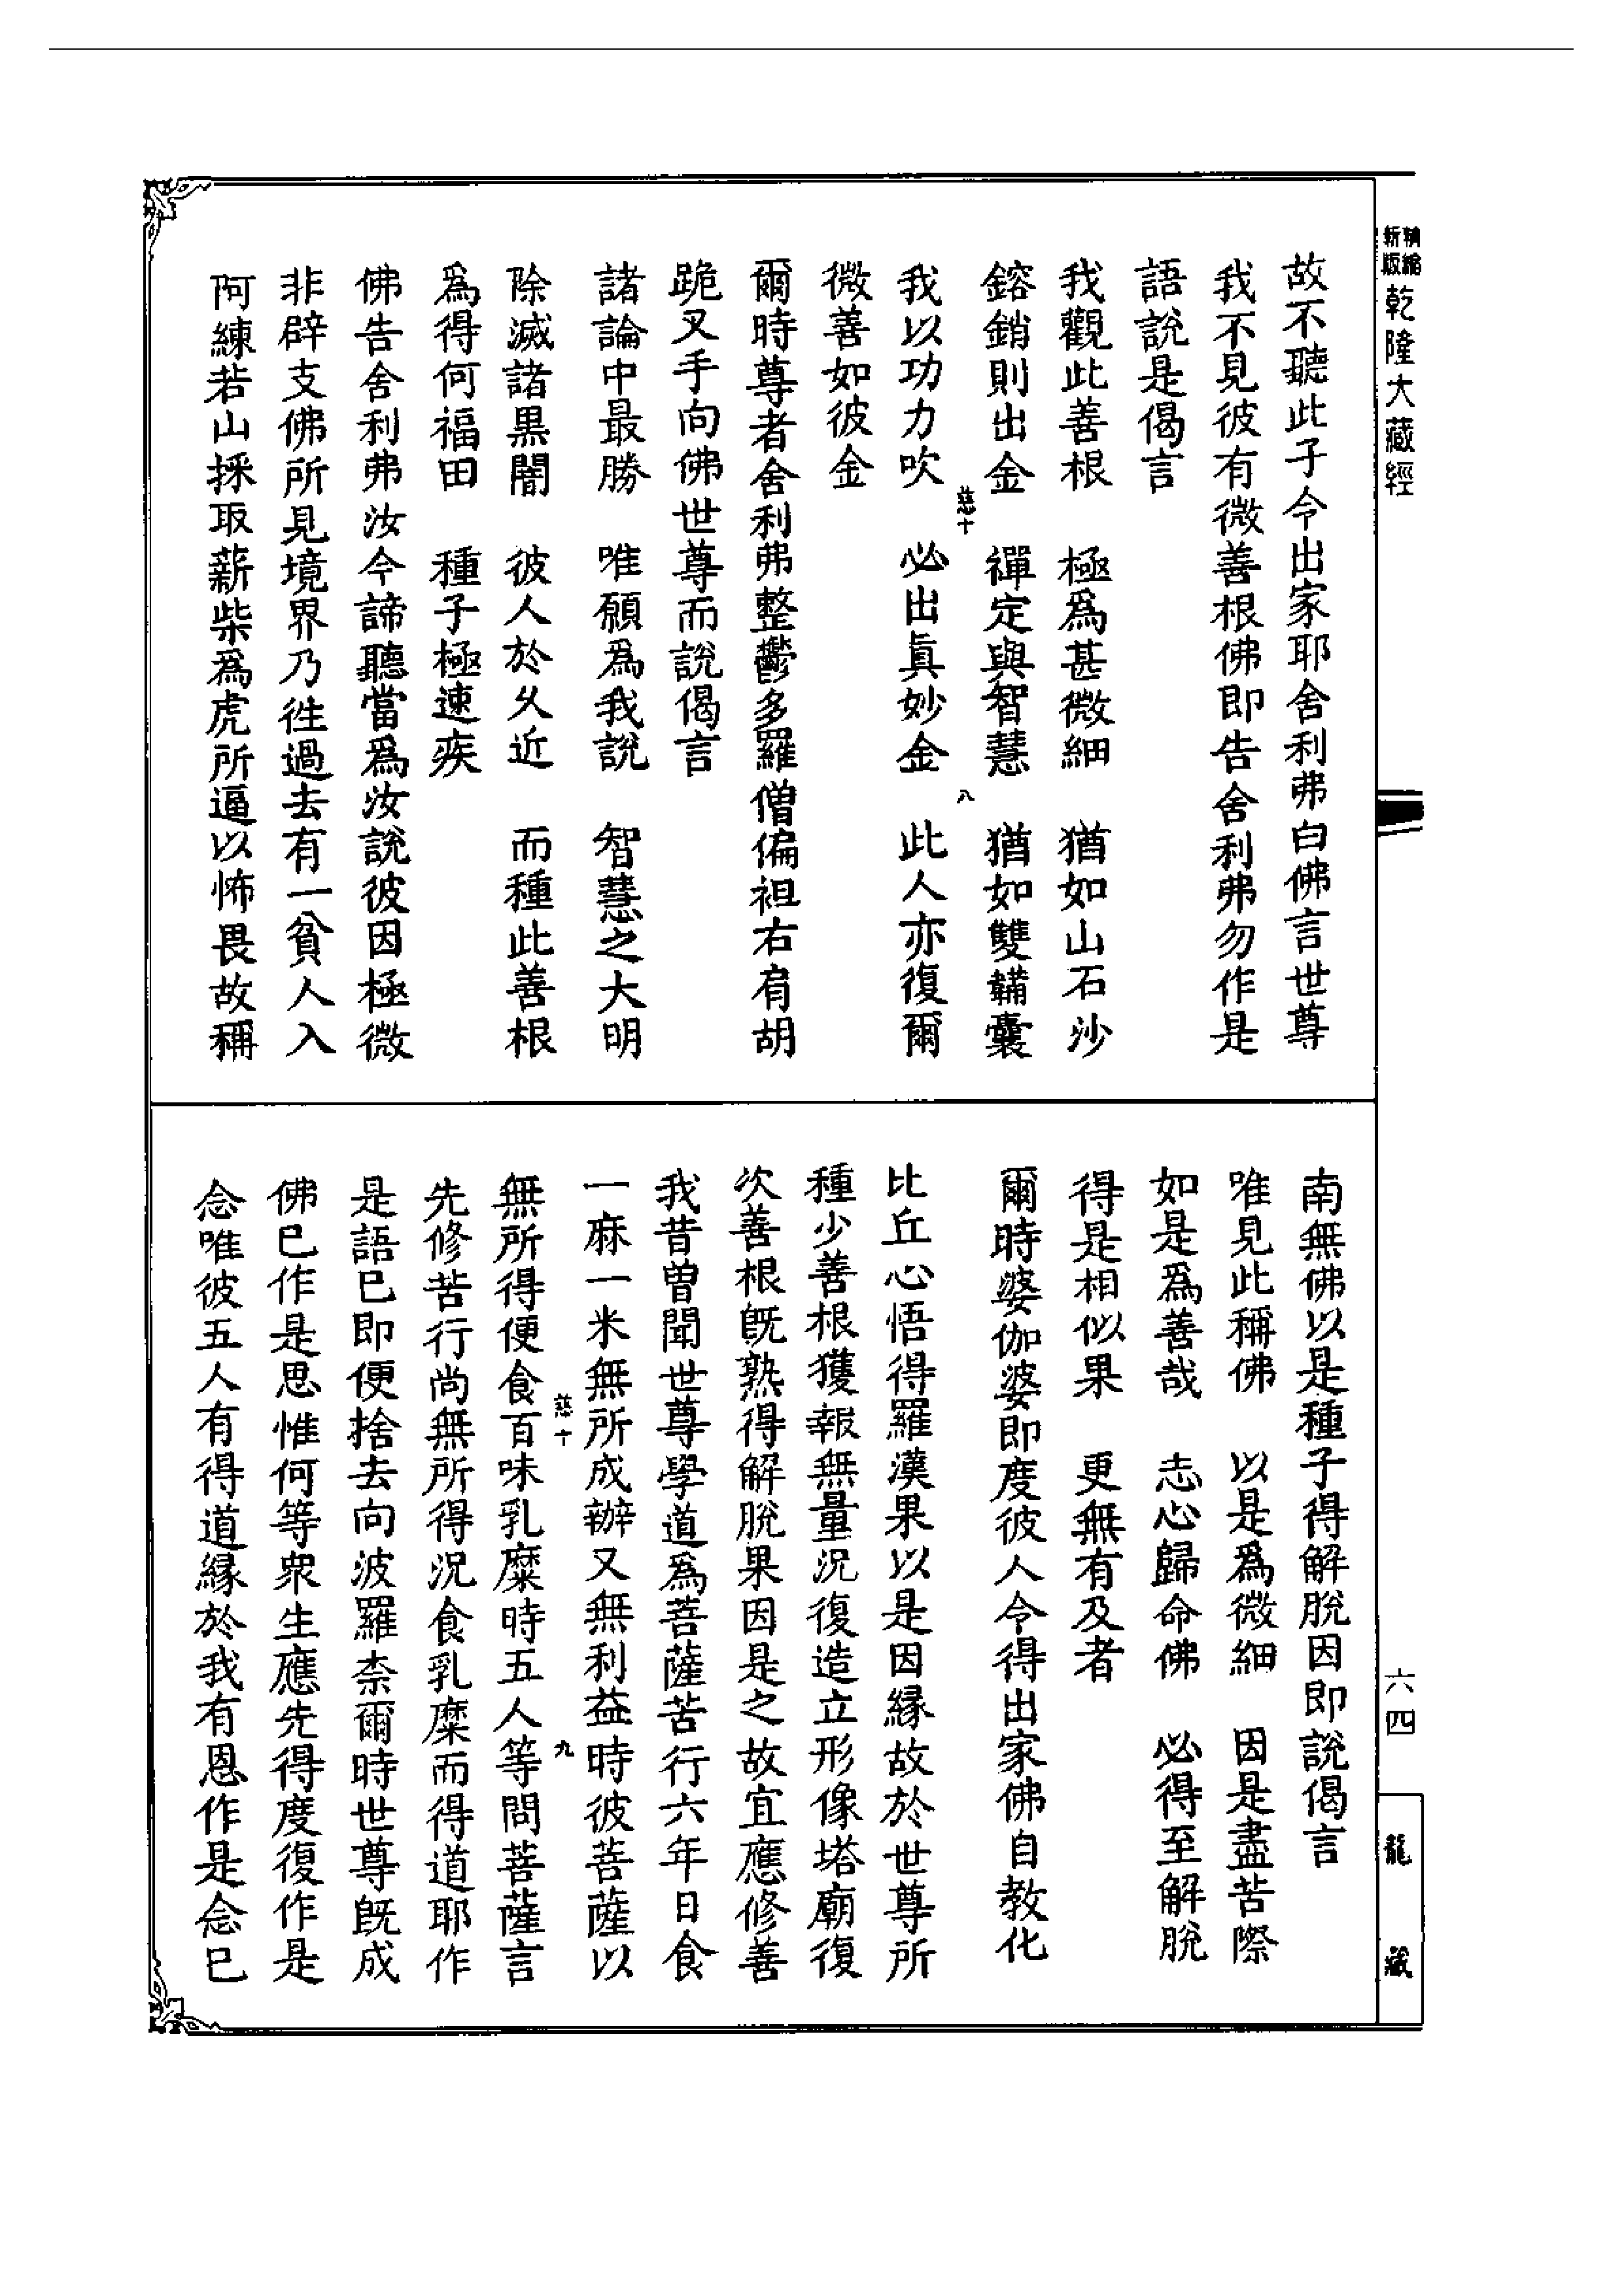 精縮
新版
乾隆大藏經
故不聽此子令出家耶舍利弗白佛言世尊
我不見彼有微善根佛即告舍利弗勿作是
語說是偈言
我觀此善根　極爲甚微細　猶如山石沙
鎔銷則出金　禪定與智慧　猶如雙韛囊
慈十　八
我以功力吹　必出眞妙金　此人亦復爾
微善如彼金
爾時尊者舍利弗整鬱多羅僧偏袒右肩胡
跪叉手向佛世尊而說偈言
諸論中最勝　唯願爲我說　智慧之大明
除滅諸黑闇　彼人於久近　而種此善根
爲得何福田　種子極速疾
佛告舍利弗汝今諦聽當爲汝說彼因極微
非辟支佛所見境界乃徃過去有一貧人入
阿練若山採取薪柴爲虎所逼以怖畏故稱
南無佛以是種子得解脫因即說偈言
唯見此稱佛　以是爲微細　因是盡苦際
如是爲善哉　志心歸命佛　必得至解脫
得是相似果　更無有及者
爾時婆伽婆即度彼人令得出家佛自教化
比丘心悟得羅漢果以是因緣故於世尊所
種少善根獲報無量況復造立形像塔廟復
次善根旣熟得解脫果因是之故宜應修善
我昔曾聞世尊學道爲菩薩苦行六年日食
一麻一米無所成辦又無利益時彼菩薩以
慈十　九
無所得便食百味乳糜時五人等問菩薩言
先修苦行尚無所得況食乳糜而得道耶作
是語已即便捨去向波羅柰爾時世尊旣成
佛已作是思惟何等衆生應先得度復作是
念唯彼五人有得道緣於我有恩作是念已
六四
龍藏